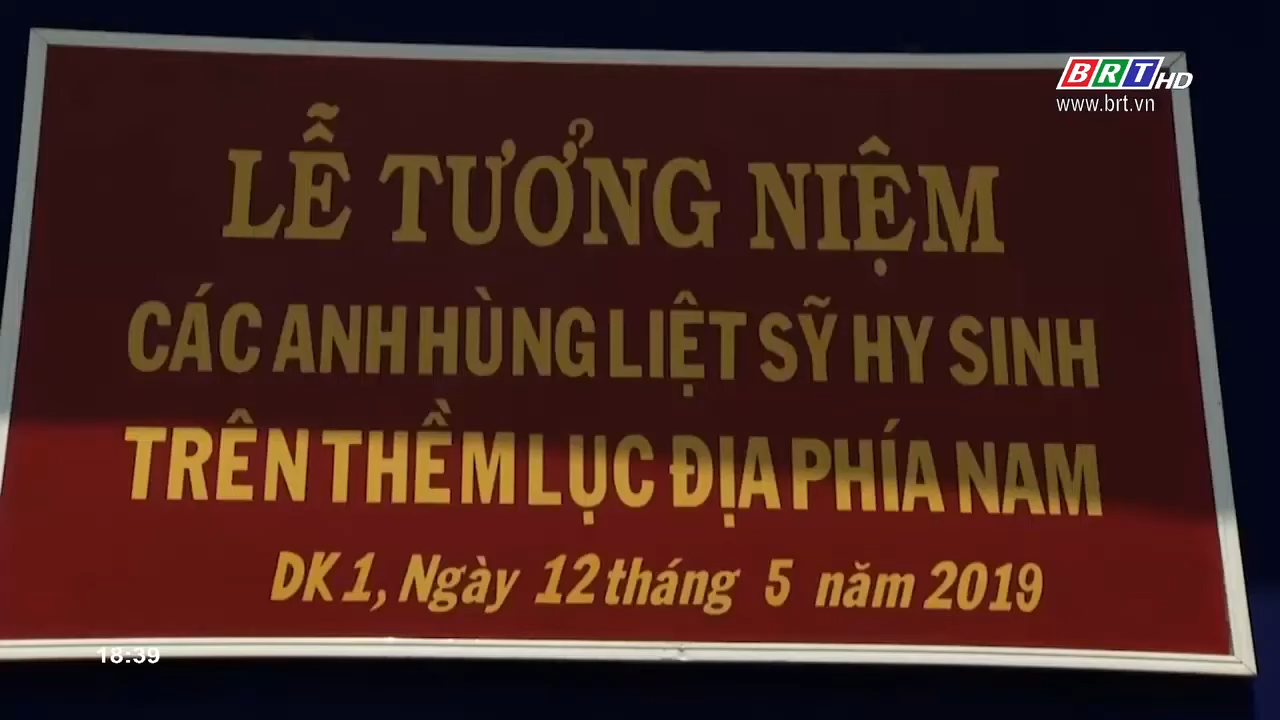 BRT HD
www.brt.vn
LỄ TƯỞNG NIỆM
CÁC ANH HÙNG LIỆT SỸ HY SINH
TRÊN THỀM LỤC ĐỊA PHÍA NAM
DK 1, Ngày 12 tháng 5 năm 2019
18:39